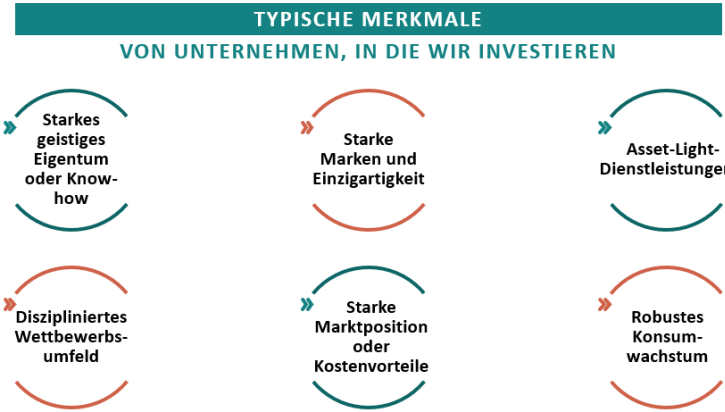 TYPISCHE MERKMALE
VON UNTERNEHMEN, IN DIE WIR INVESTIEREN
Starkes
geistiges
Eigentum
oder Know-
how
Starke
Marken und
Einzigartigkeit
Asset-Light-
Dienstleistungen
Diszipliniertes
Wettbewerbs-
umfeld
Starke
Marktposition
oder
Kostenvorteile
Robustes
Konsum-
wachstum